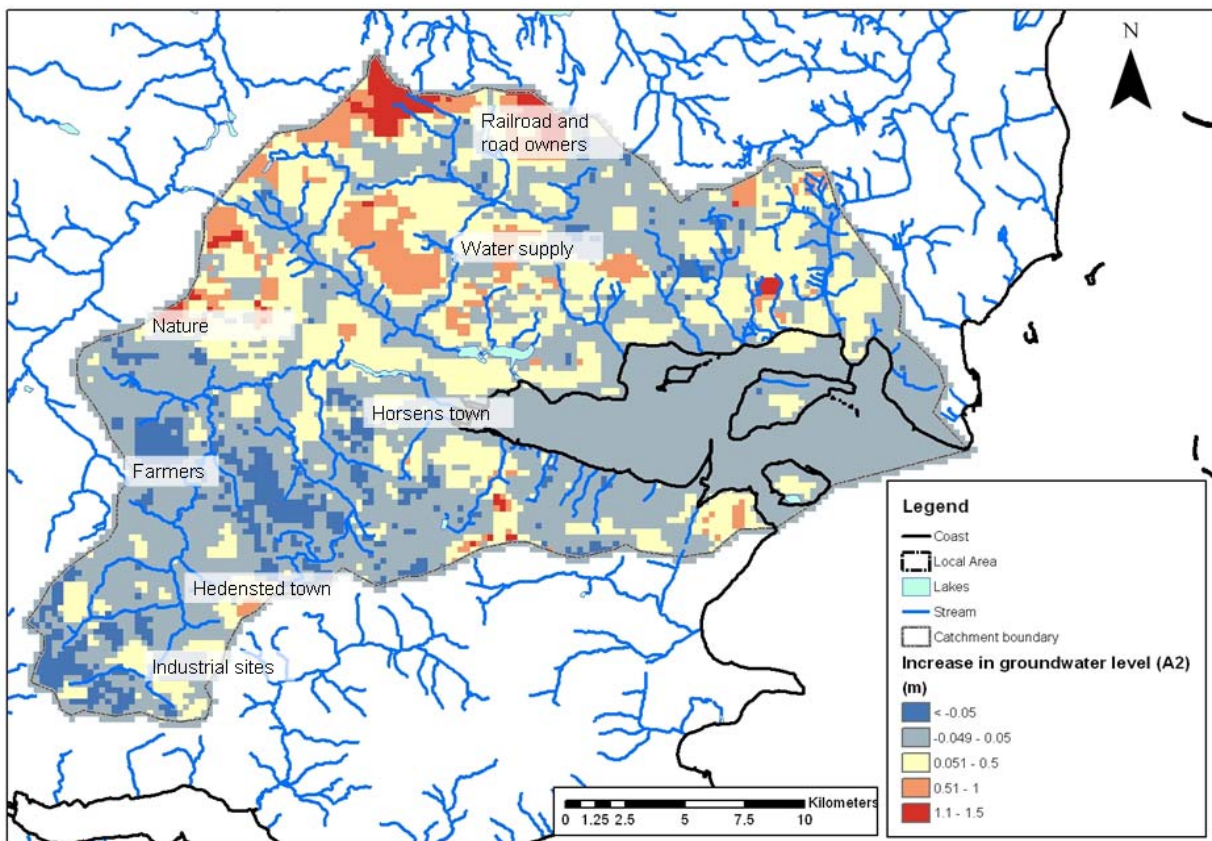 N
Railroad and
road owners
Water supply
Nature
Horsens town
Farmers
Hedensted town
Industrial sites
Legend
Coast
Local Area
Lakes
Stream
Catchment boundary
Increase in groundwater level (A2)
(m)
< -0.05
-0.049 - 0.05
0.051 - 0.5
0.51 - 1
1.1 - 1.5
Kilometers
0 1.25 2.5 5 7.5 10